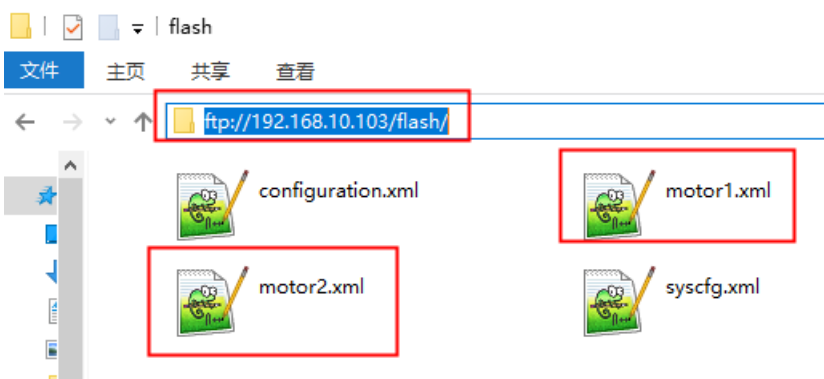 flash
文件 主页 共享 查看
ftp://192.168.10.103/flash/
configuration.xml motor1.xml
motor2.xml syscfg.xml